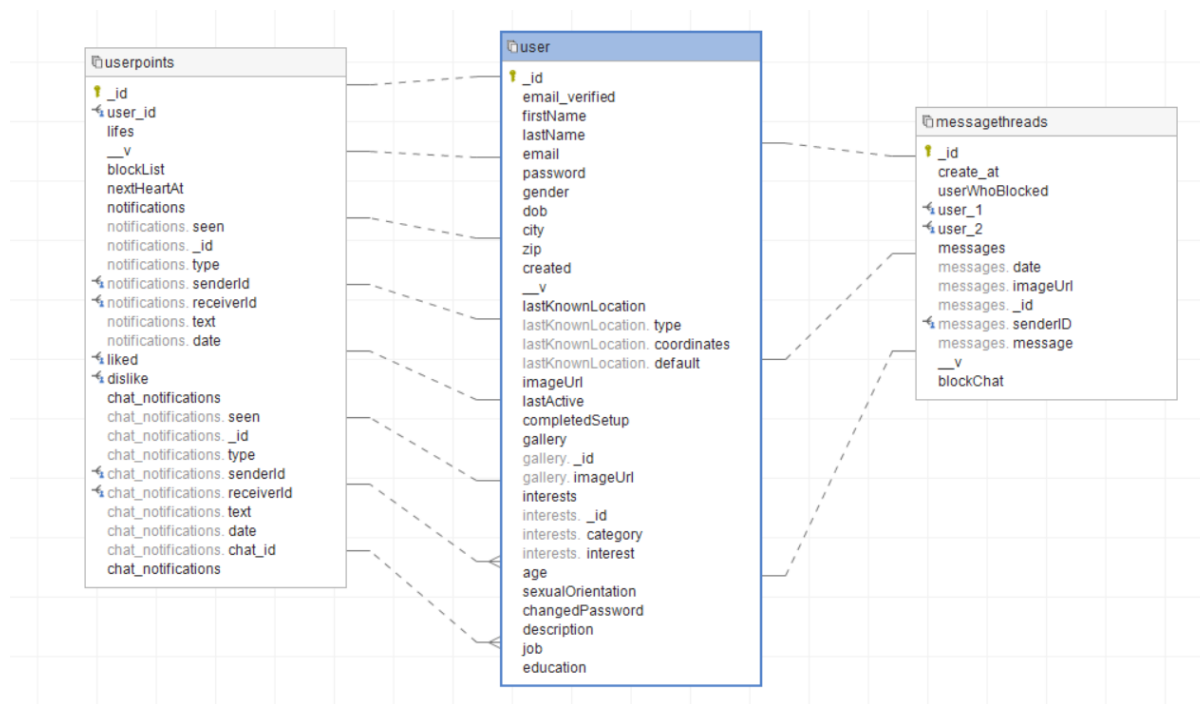 userpoints
_id
user_id
lifes
__v
blockList
nextHeartAt
notifications
notifications. seen
notifications. _id
notifications. type
notifications. senderId
notifications. receiverId
notifications. text
notifications. date
liked
dislike
chat_notifications
chat_notifications. seen
chat_notifications. _id
chat_notifications. type
chat_notifications. senderId
chat_notifications. receiverId
chat_notifications. text
chat_notifications. date
chat_notifications. chat_id
chat_notifications
user
_id
email_verified
firstName
lastName
email
password
gender
dob
city
zip
created
__v
lastKnownLocation
lastKnownLocation. type
lastKnownLocation. coordinates
lastKnownLocation. default
imageUrl
lastActive
completedSetup
gallery
gallery. _id
gallery. imageUrl
interests
interests. _id
interests. category
interests. interest
age
sexualOrientation
changedPassword
description
job
education
messagethreads
_id
create_at
userWhoBlocked
user_1
user_2
messages
messages. date
messages. imageUrl
messages. _id
messages. senderID
messages. message
__v
blockChat